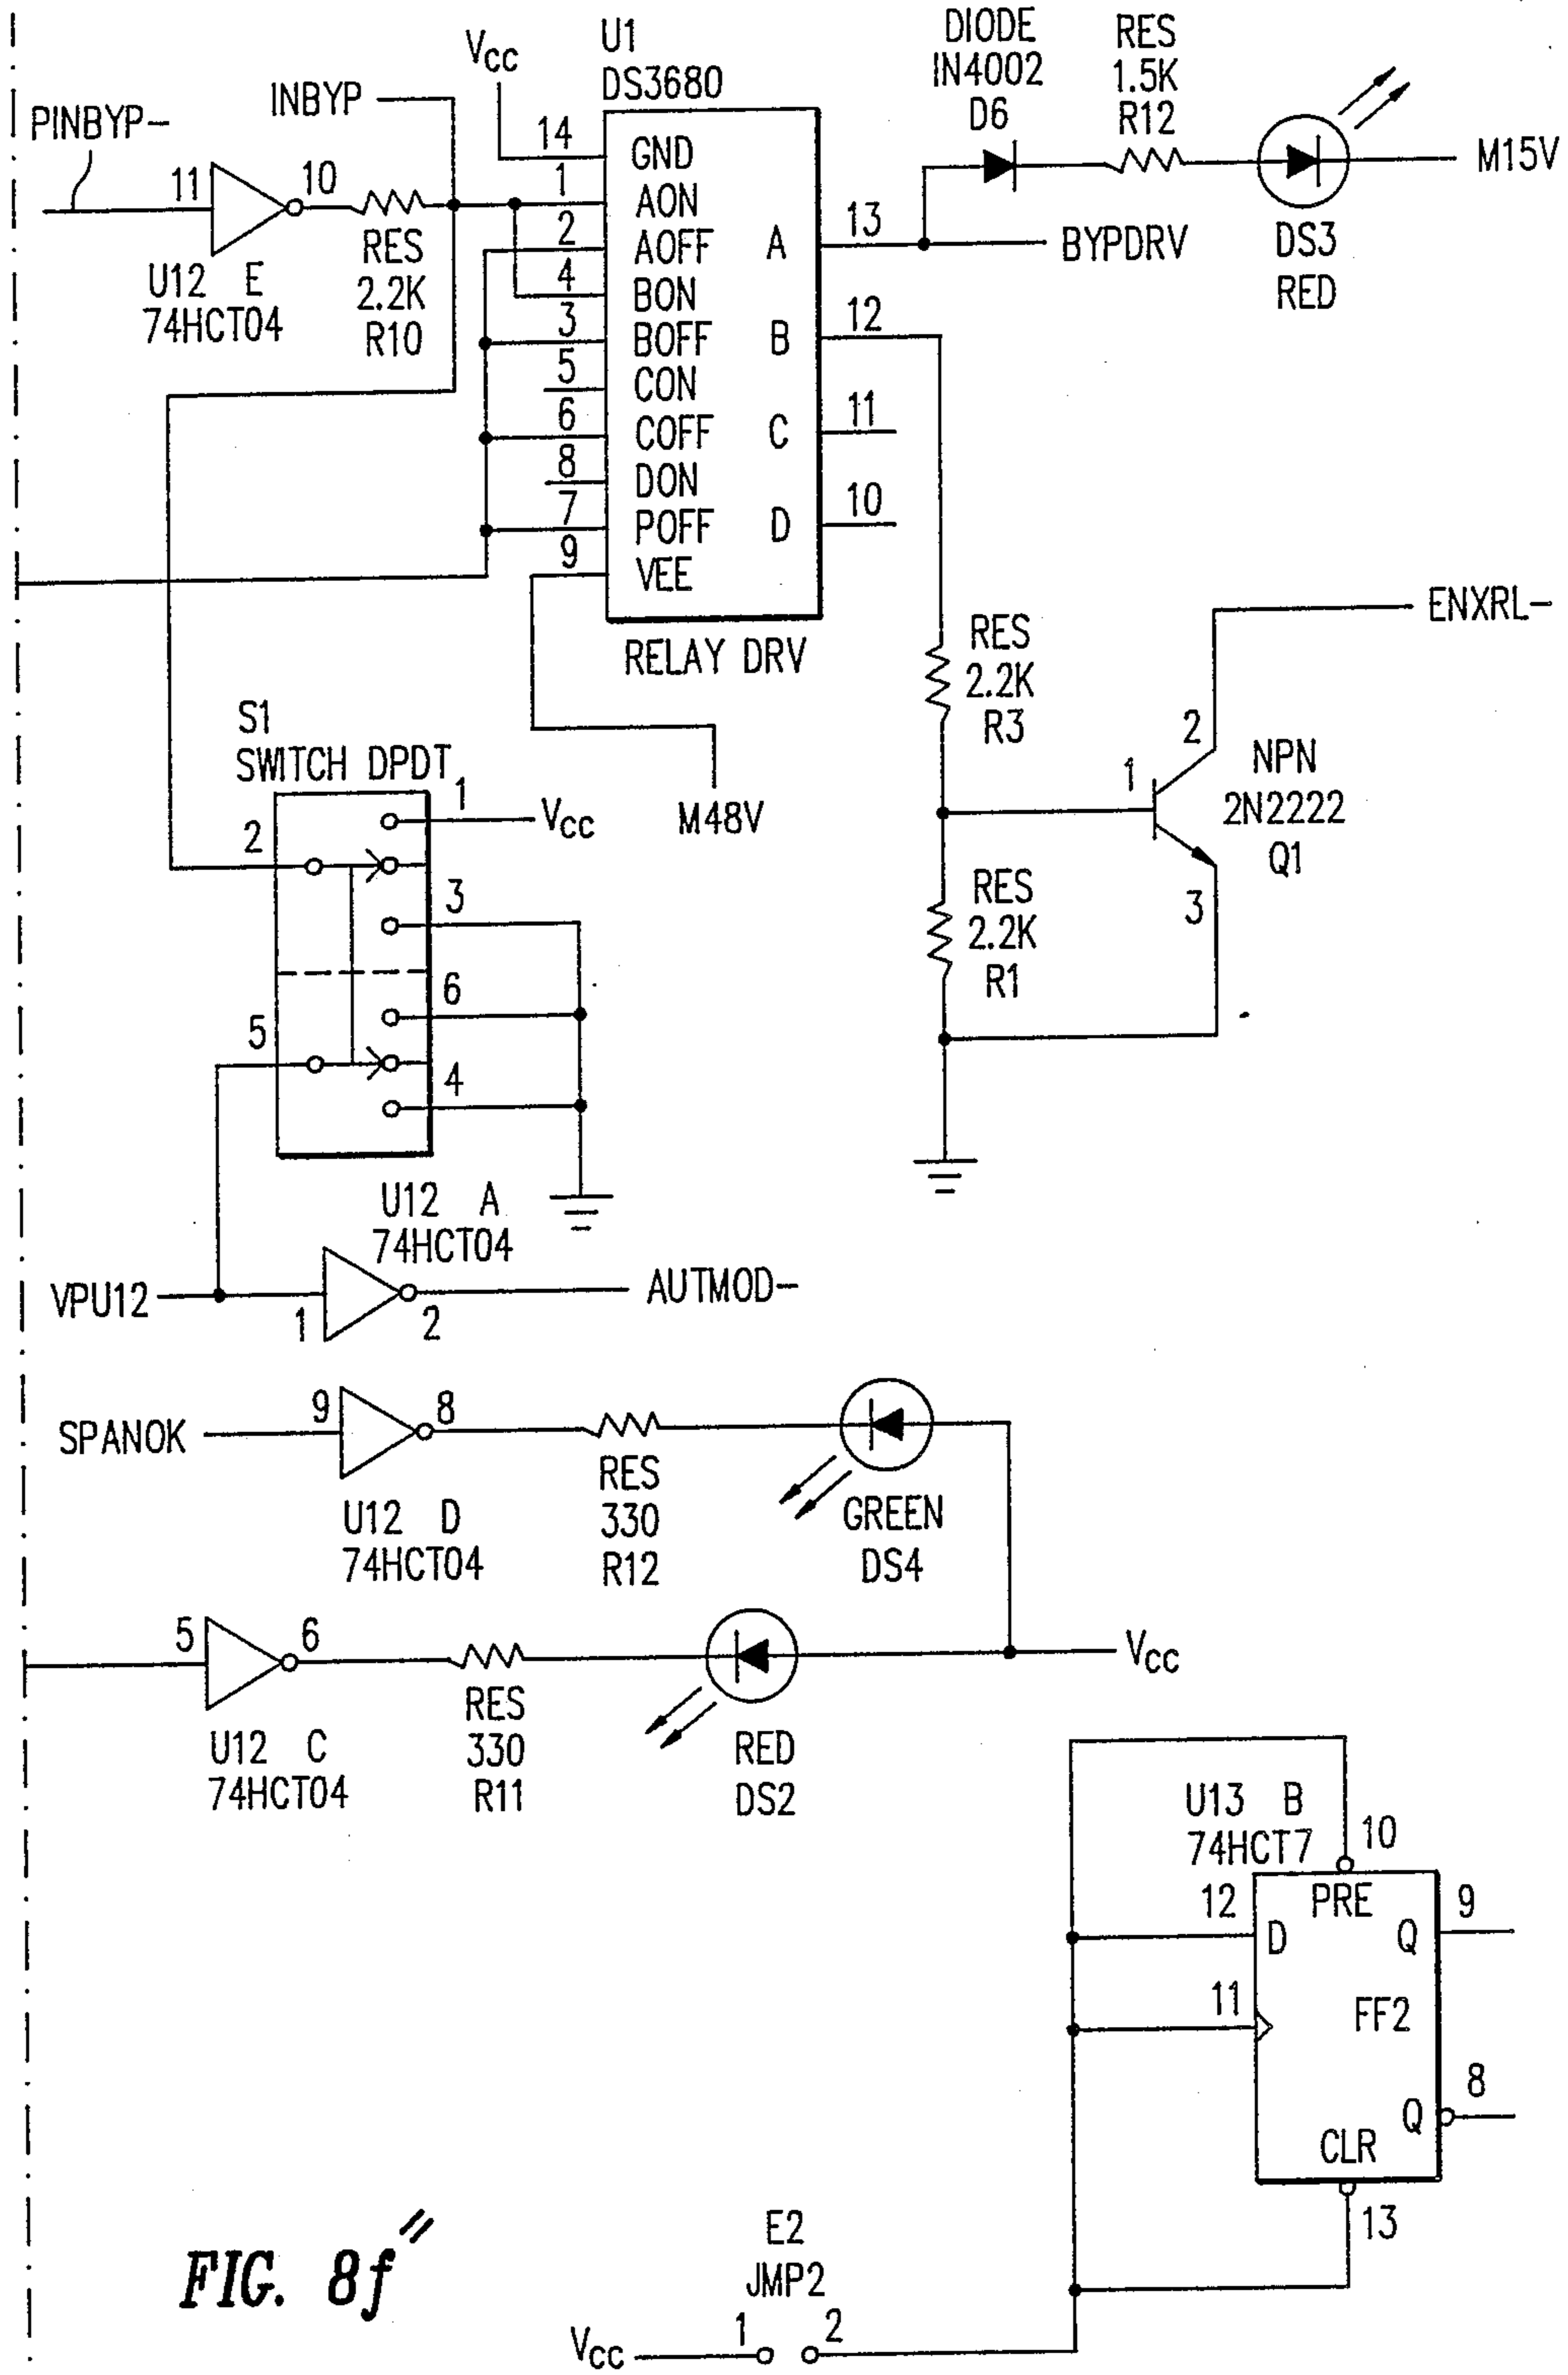 PINBYP-
11
10
U12 E
74HCT04
RES
2.2K
R10
INBYP
Vcc
U1
DS3680
14
1
2
4
3
5
6
8
7
9
GND
AON
AOFF
BON
BOFF
CON
COFF
DON
POFF
VEE
A
B
C
D
13
12
11
10
RELAY DRV
M48V
DIODE
IN4002
D6
RES
1.5K
R12
M15V
DS3
RED
BYPDRV
RES
2.2K
R3
RES
2.2K
R1
ENXRL-
1
2
3
NPN
2N2222
Q1
S1
SWITCH DPDT
1
Vcc
2
3
6
5
4
U12 A
74HCT04
VPU12
1
2
AUTMOD-
SPANOK
9
8
U12 D
74HCT04
RES
330
R12
GREEN
DS4
5
6
U12 C
74HCT04
RES
330
R11
RED
DS2
Vcc
U13 B
74HCT7
10
12
11
PRE
D
Q
FF2
Q
CLR
9
8
13
E2
JMP2
Vcc
1
2
FIG. 8f"